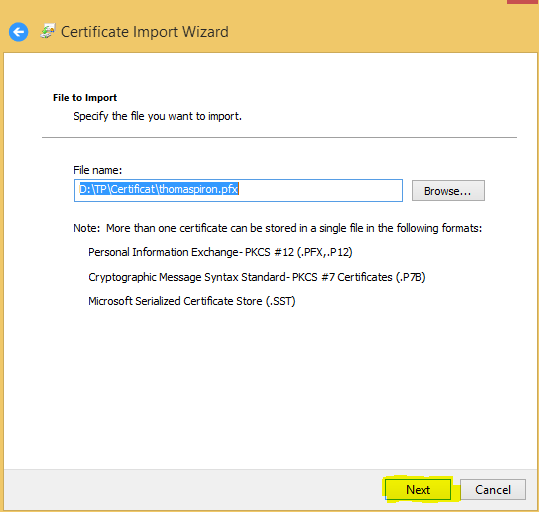 Certificate Import Wizard
File to Import
Specify the file you want to import.
File name:
D:\TP\Certificat\thomaspiron.pfx
Browse...
Note: More than one certificate can be stored in a single file in the following formats:
Personal Information Exchange- PKCS #12 (.PFX,.P12)
Cryptographic Message Syntax Standard- PKCS #7 Certificates (.P7B)
Microsoft Serialized Certificate Store (.SST)
Next
Cancel